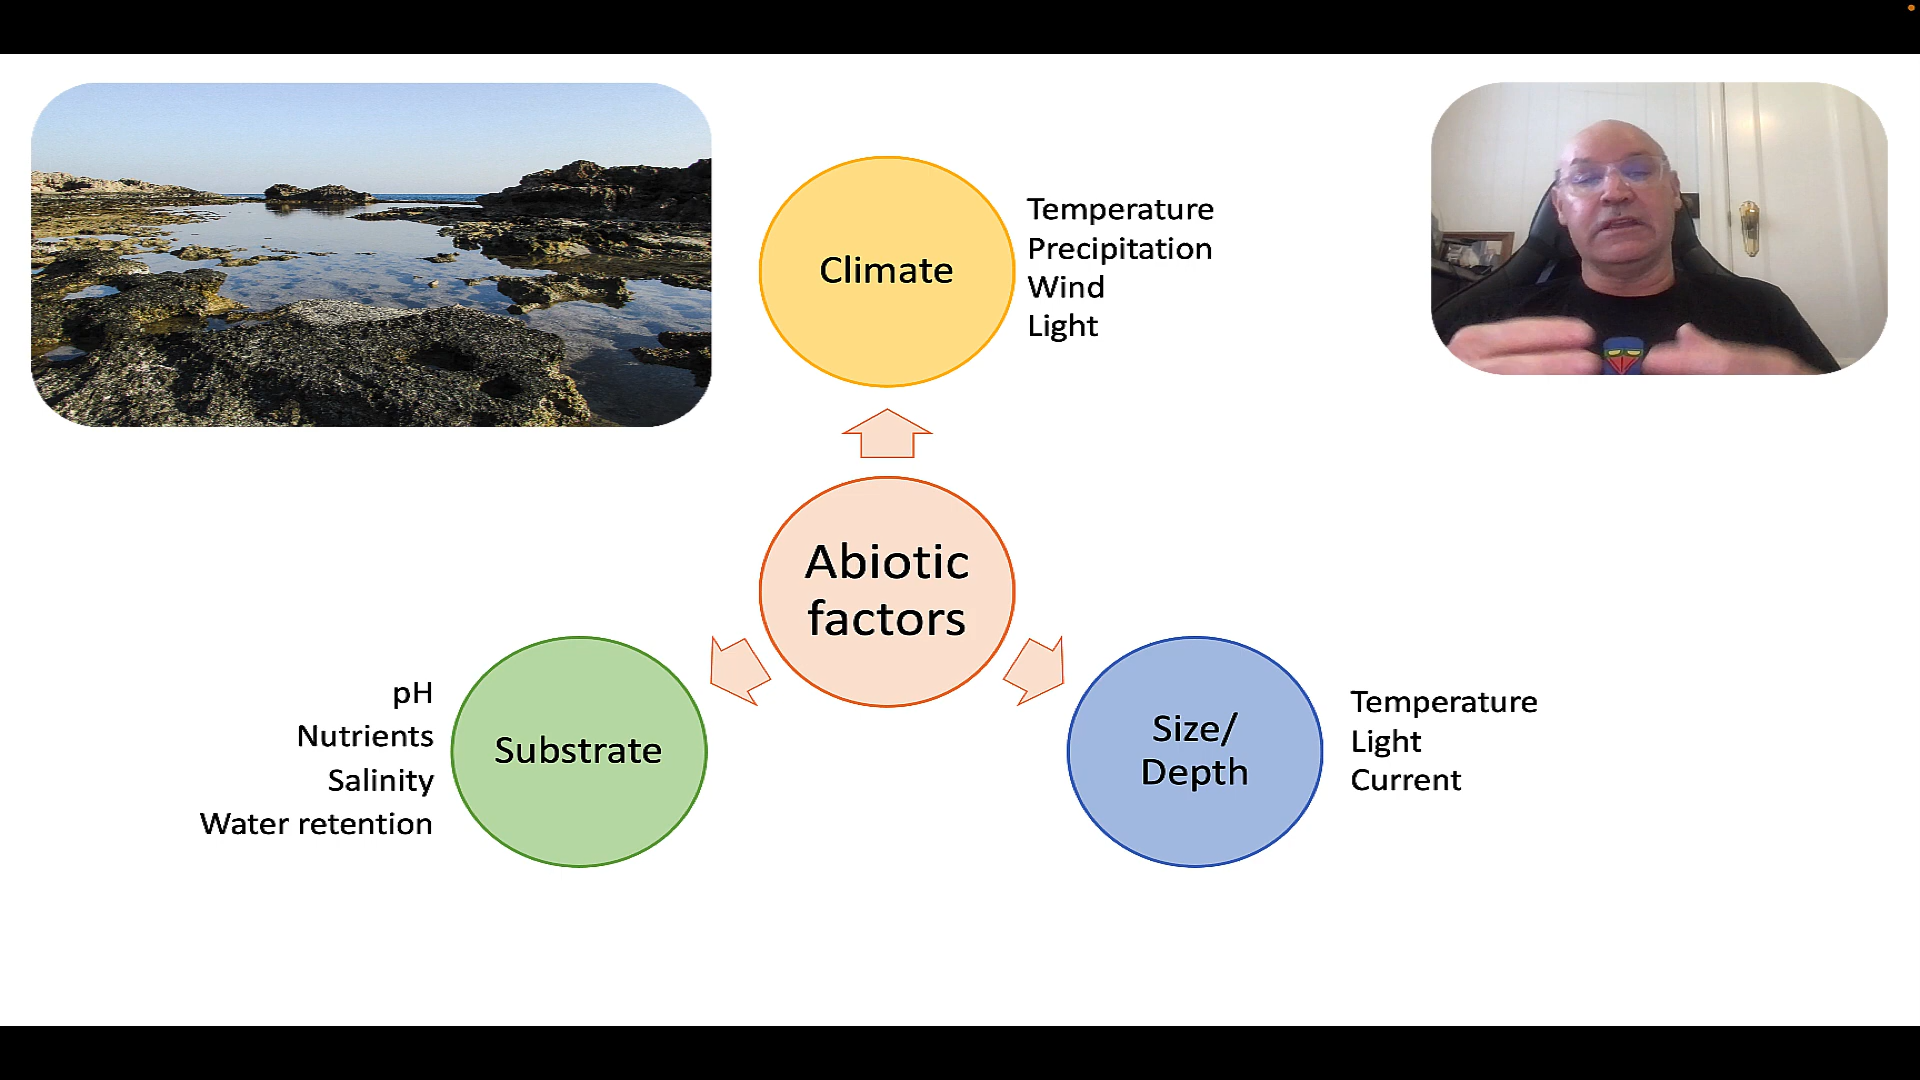 Climate
Temperature
Precipitation
Wind
Light
Abiotic
factors
pH
Nutrients
Salinity
Water retention
Substrate
Size/
Depth
Temperature
Light
Current